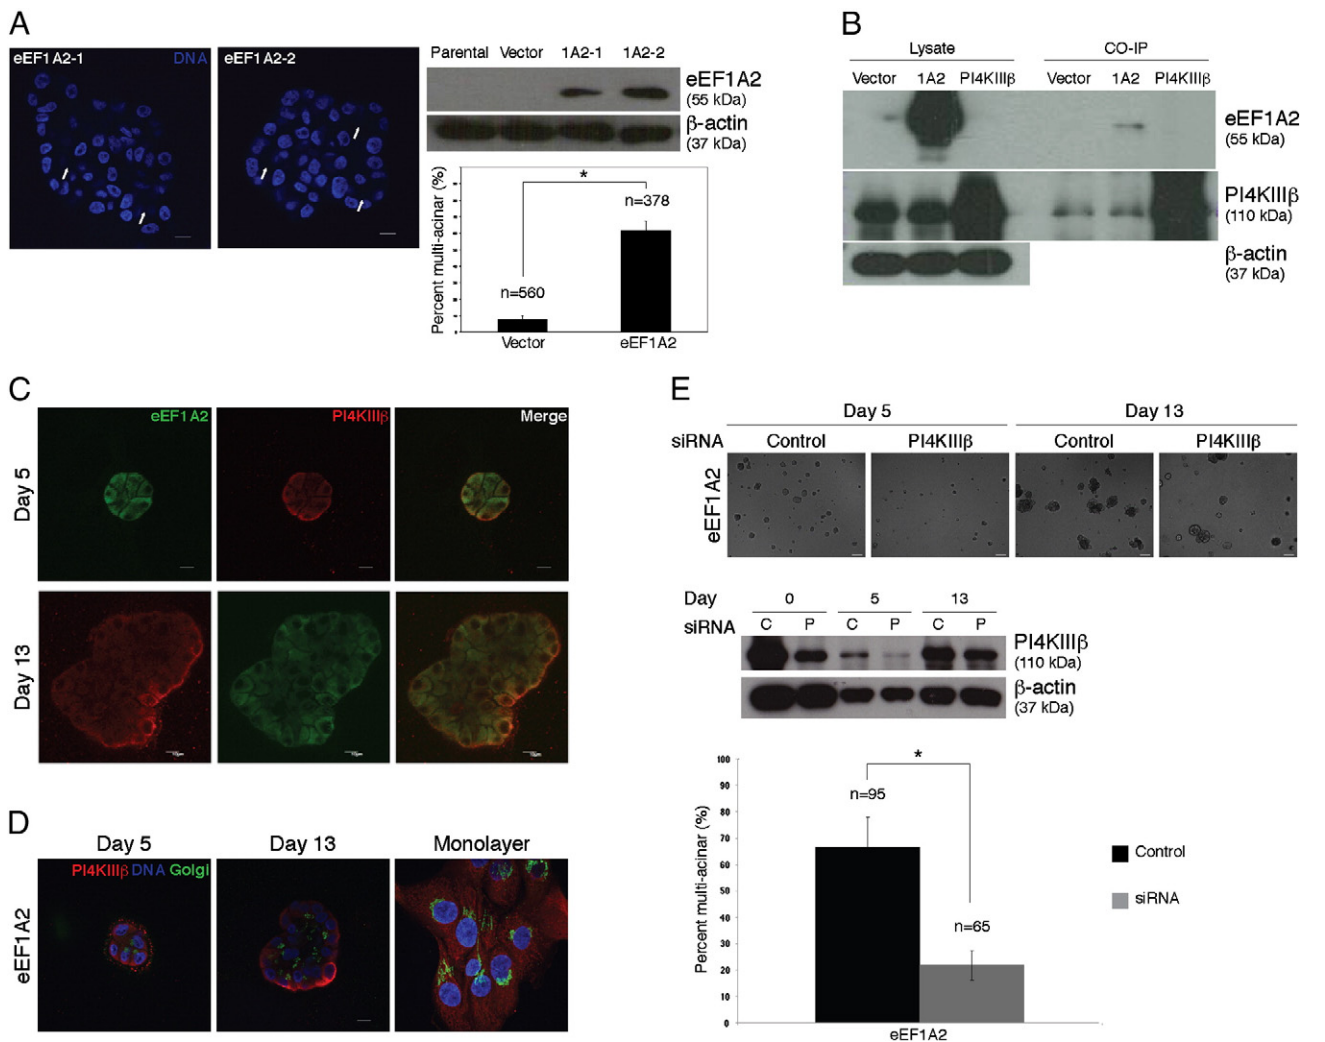 A
eEF1A2-1
DNA
eEF1A2-2
Parental Vector 1A2-1 1A2-2
eEF1A2
(55 kDa)
β-actin
(37 kDa)
Percent multi-acinar (%)
*
n=560
n=378
Vector
eEF1A2
B
Lysate
CO-IP
Vector 1A2 PI4KIIIβ
Vector 1A2 PI4KIIIβ
eEF1A2
(55 kDa)
PI4KIIIβ
(110 kDa)
β-actin
(37 kDa)
C
eEF1A2
PI4KIIIβ
Merge
Day 5
Day 13
D
Day 5
Day 13
Monolayer
PI4KIIIβ DNA Golgi
eEF1A2
E
Day 5
Day 13
siRNA
Control
PI4KIIIβ
Control
PI4KIIIβ
eEF1A2
Day 0 5 13
siRNA C P C P C P
PI4KIIIβ
(110 kDa)
β-actin
(37 kDa)
Percent multi-acinar (%)
100
90
80
70
60
50
40
30
20
10
0
*
n=95
n=65
eEF1A2
Control
siRNA